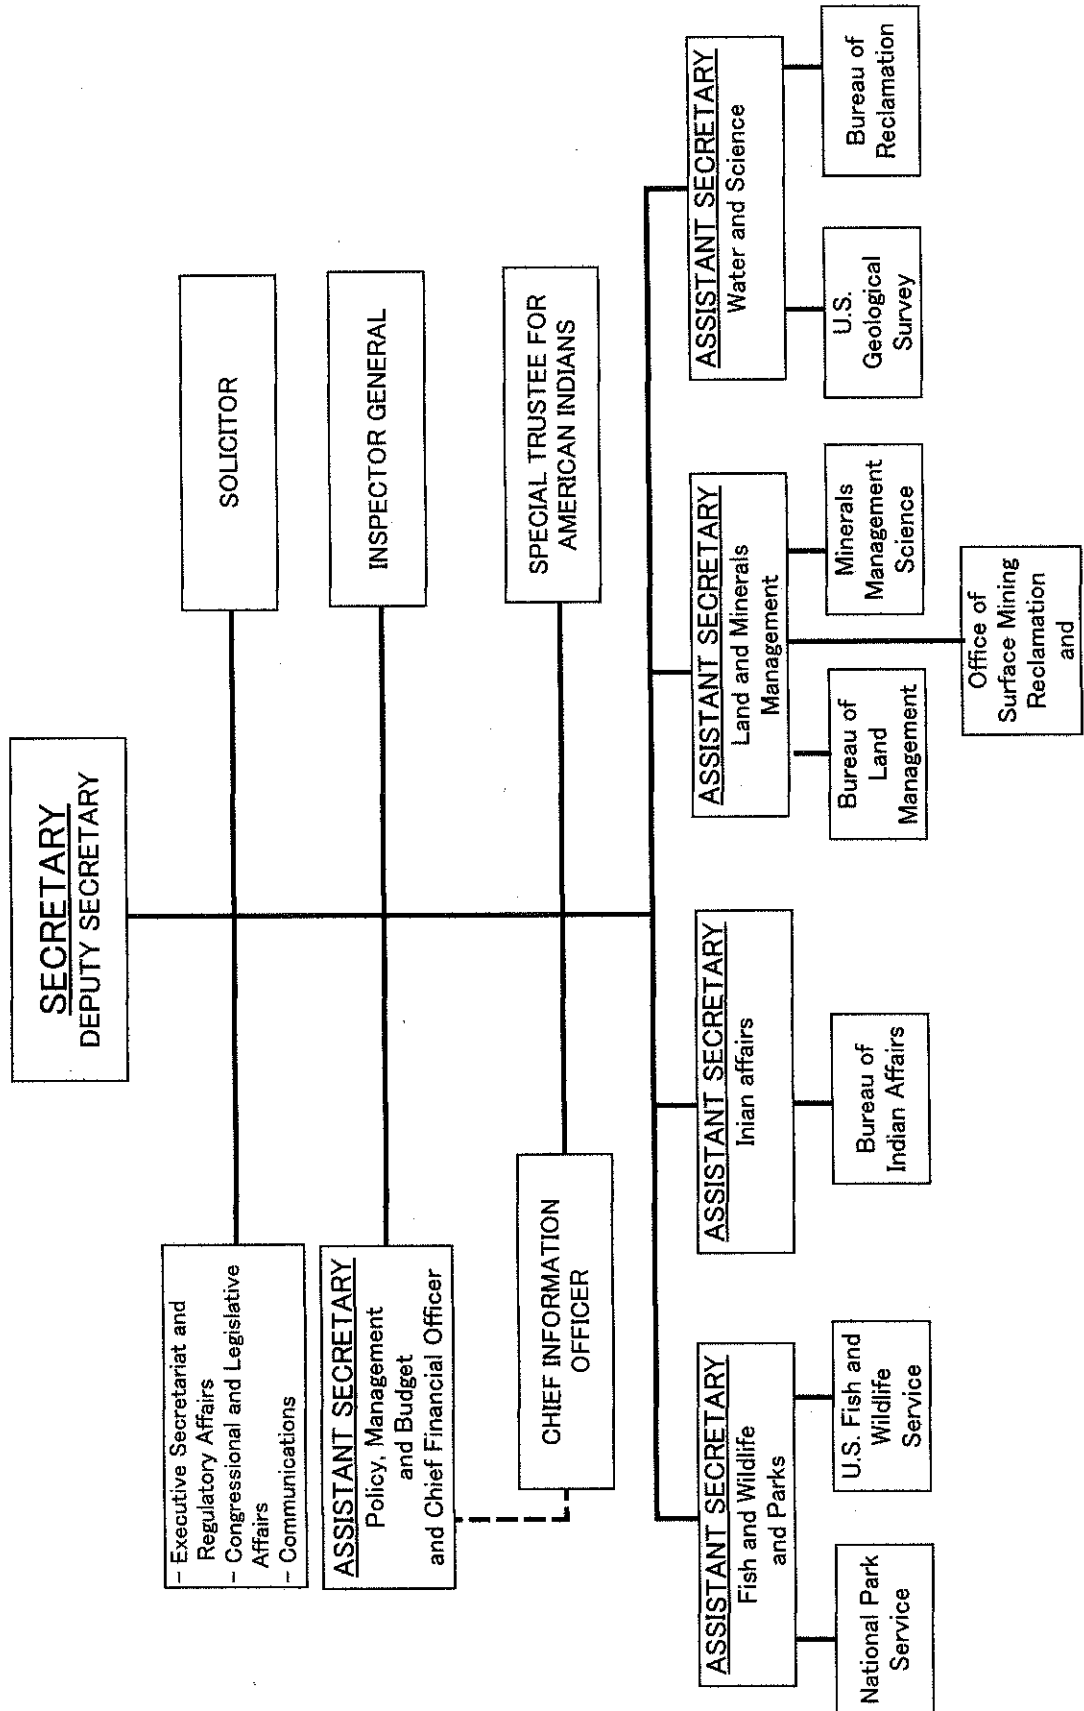 SECRETARY
DEPUTY SECRETARY
- Executive Secretariat and
Regulatory Affairs
- Congressional and Legislative
Affairs
- Communications
SOLICITOR
ASSISTANT SECRETARY
Policy, Management
and Budget
and Chief Financial Officer
INSPECTOR GENERAL
CHIEF INFORMATION
OFFICER
SPECIAL TRUSTEE FOR
AMERICAN INDIANS
ASSISTANT SECRETARY
Fish and Wildlife
and Parks
ASSISTANT SECRETARY
Inian affairs
ASSISTANT SECRETARY
Land and Minerals
Management
ASSISTANT SECRETARY
Water and Science
National Park
Service
U.S. Fish and
Wildlife
Service
Bureau of
Indian Affairs
Bureau of
Land
Management
Minerals
Management
Science
U.S.
Geological
Survey
Bureau of
Reclamation
Office of
Surface Mining
Reclamation
and